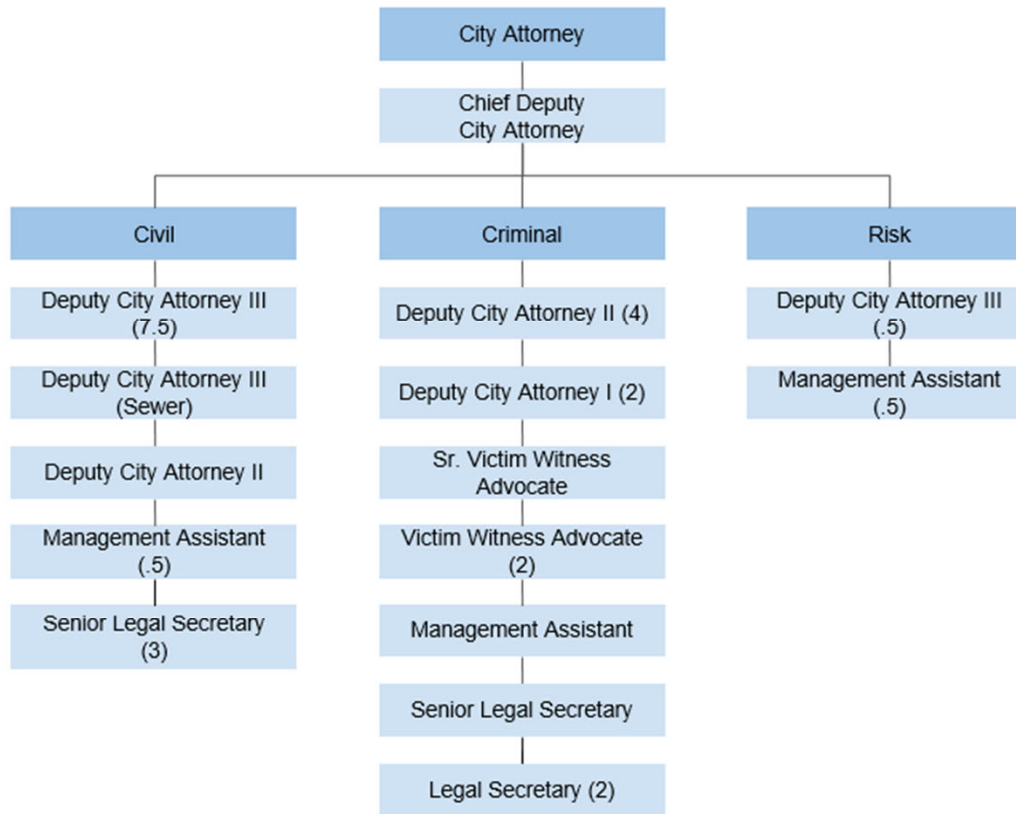 City Attorney
Chief Deputy
City Attorney
Civil
Deputy City Attorney III
(7.5)
Deputy City Attorney III
(Sewer)
Deputy City Attorney II
Management Assistant
(.5)
Senior Legal Secretary
(3)
Criminal
Deputy City Attorney II (4)
Deputy City Attorney I (2)
Sr. Victim Witness
Advocate
Victim Witness Advocate
(2)
Management Assistant
Senior Legal Secretary
Legal Secretary (2)
Risk
Deputy City Attorney III
(.5)
Management Assistant
(.5)